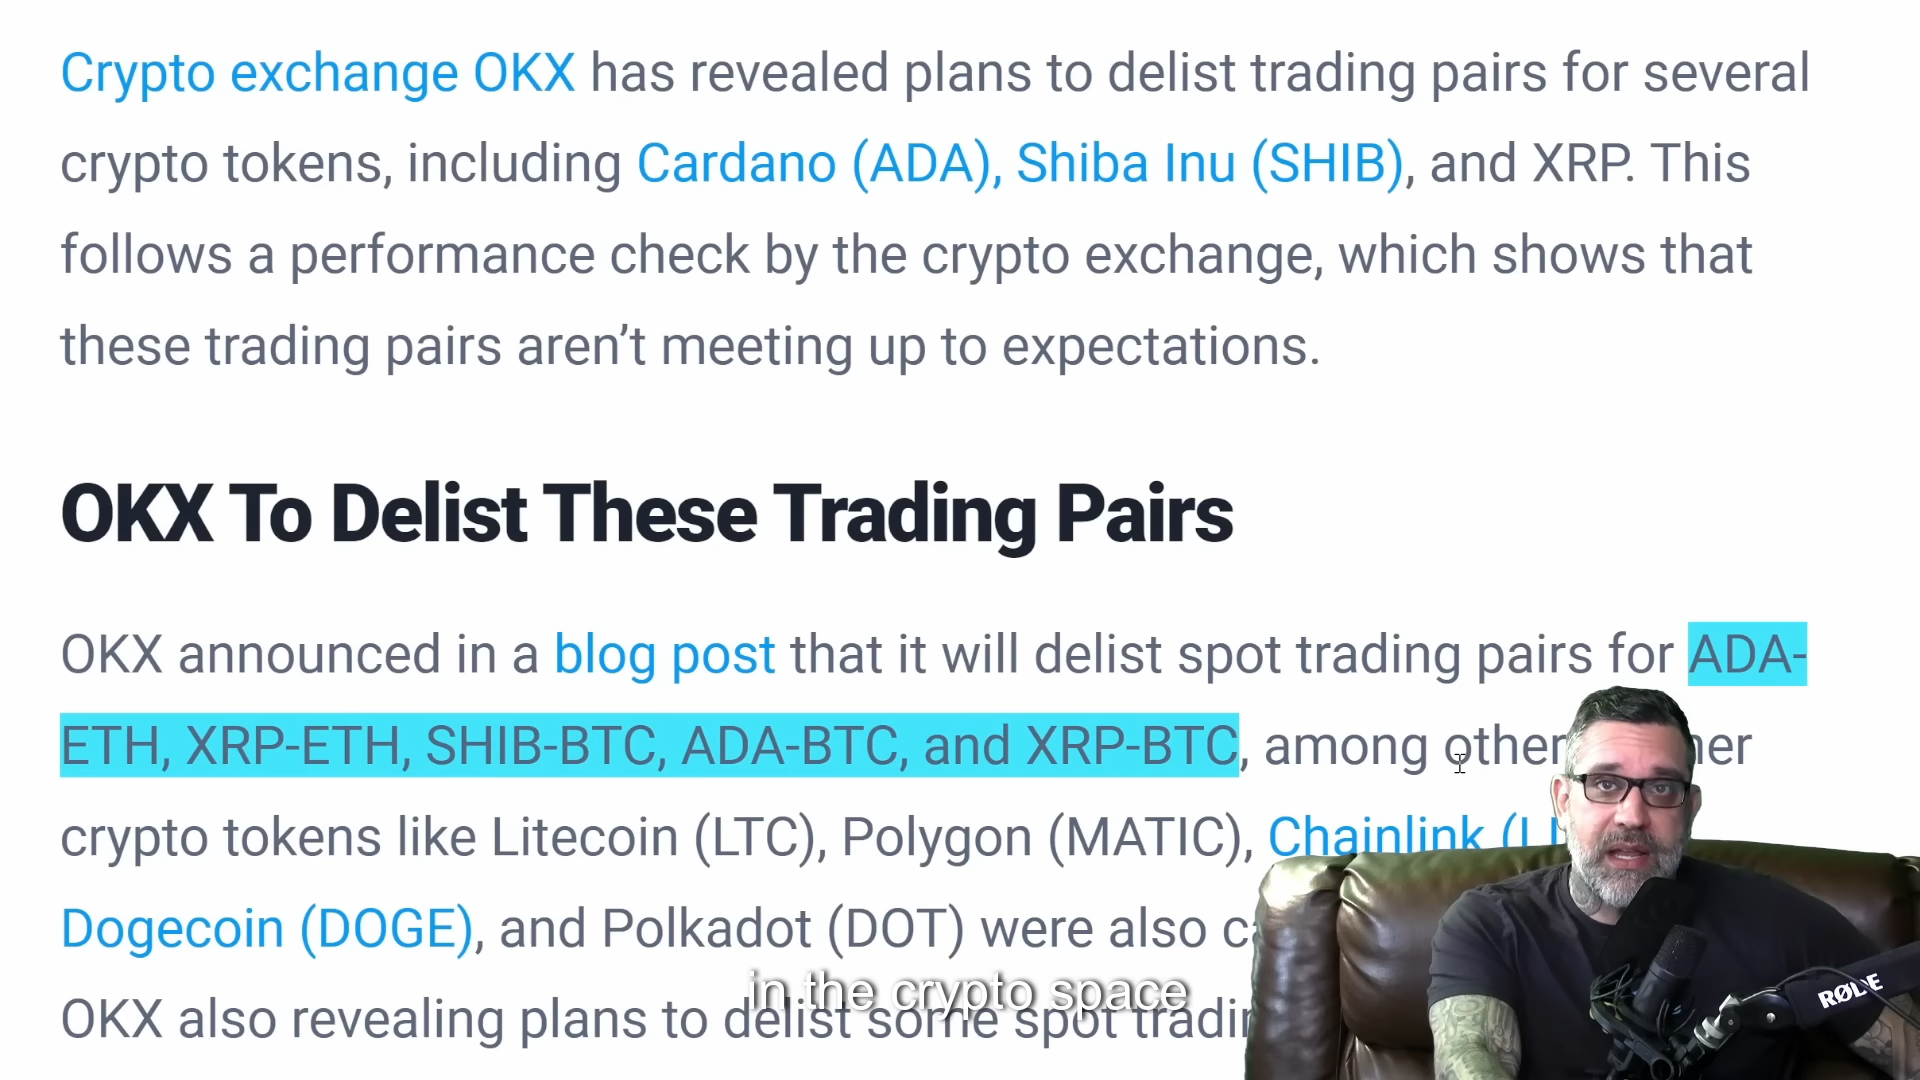 Crypto exchange OKX has revealed plans to delist trading pairs for several
crypto tokens, including Cardano (ADA), Shiba Inu (SHIB), and XRP. This
follows a performance check by the crypto exchange, which shows that
these trading pairs aren’t meeting up to expectations.
OKX To Delist These Trading Pairs
OKX announced in a blog post that it will delist spot trading pairs for ADA-
ETH, XRP-ETH, SHIB-BTC, ADA-BTC, and XRP-BTC, among
crypto tokens like Litecoin (LTC), Polygon (MATIC), Chainlink
Dogecoin (DOGE), and Polkadot (DOT) were also
in the crypto space
OKX also revealing plans to delist some spot
RØDE